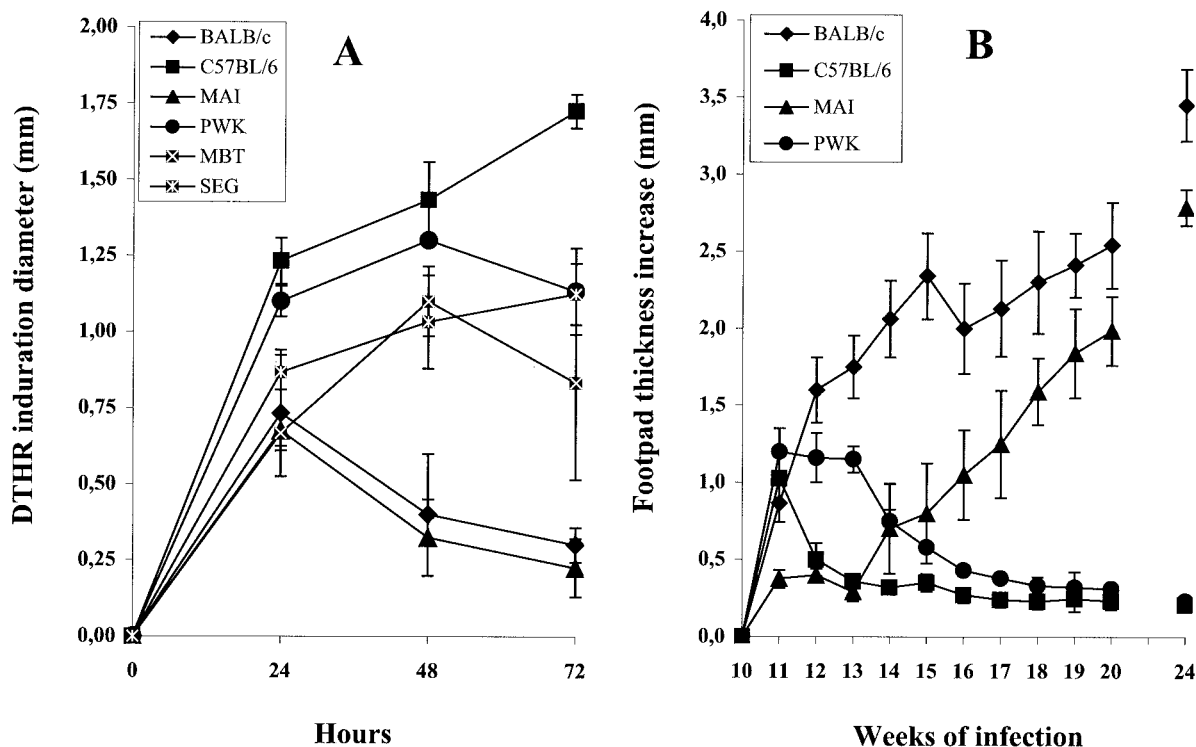 A
DTHR induration diameter (mm)
2,00
1,75
1,50
1,25
1,00
0,75
0,50
0,25
0,00
BALB/c
C57BL/6
MAI
PWK
MBT
SEG
0 24 48 72
Hours
B
Footpad thickness increase (mm)
4,0
3,5
3,0
2,5
2,0
1,5
1,0
0,5
0,0
BALB/c
C57BL/6
MAI
PWK
10 11 12 13 14 15 16 17 18 19 20 24
Weeks of infection